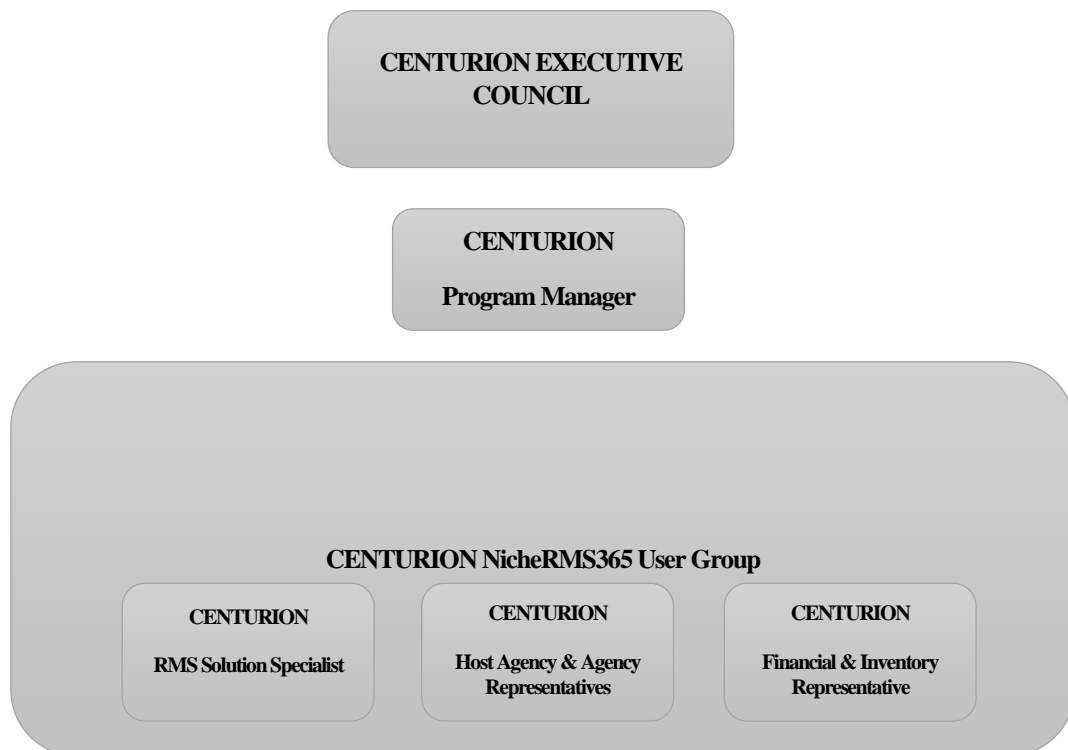 CENTURION EXECUTIVE
COUNCIL
CENTURION
Program Manager
CENTURION NicheRMS365 User Group
CENTURION
RMS Solution Specialist
CENTURION
Host Agency & Agency
Representatives
CENTURION
Financial & Inventory
Representative